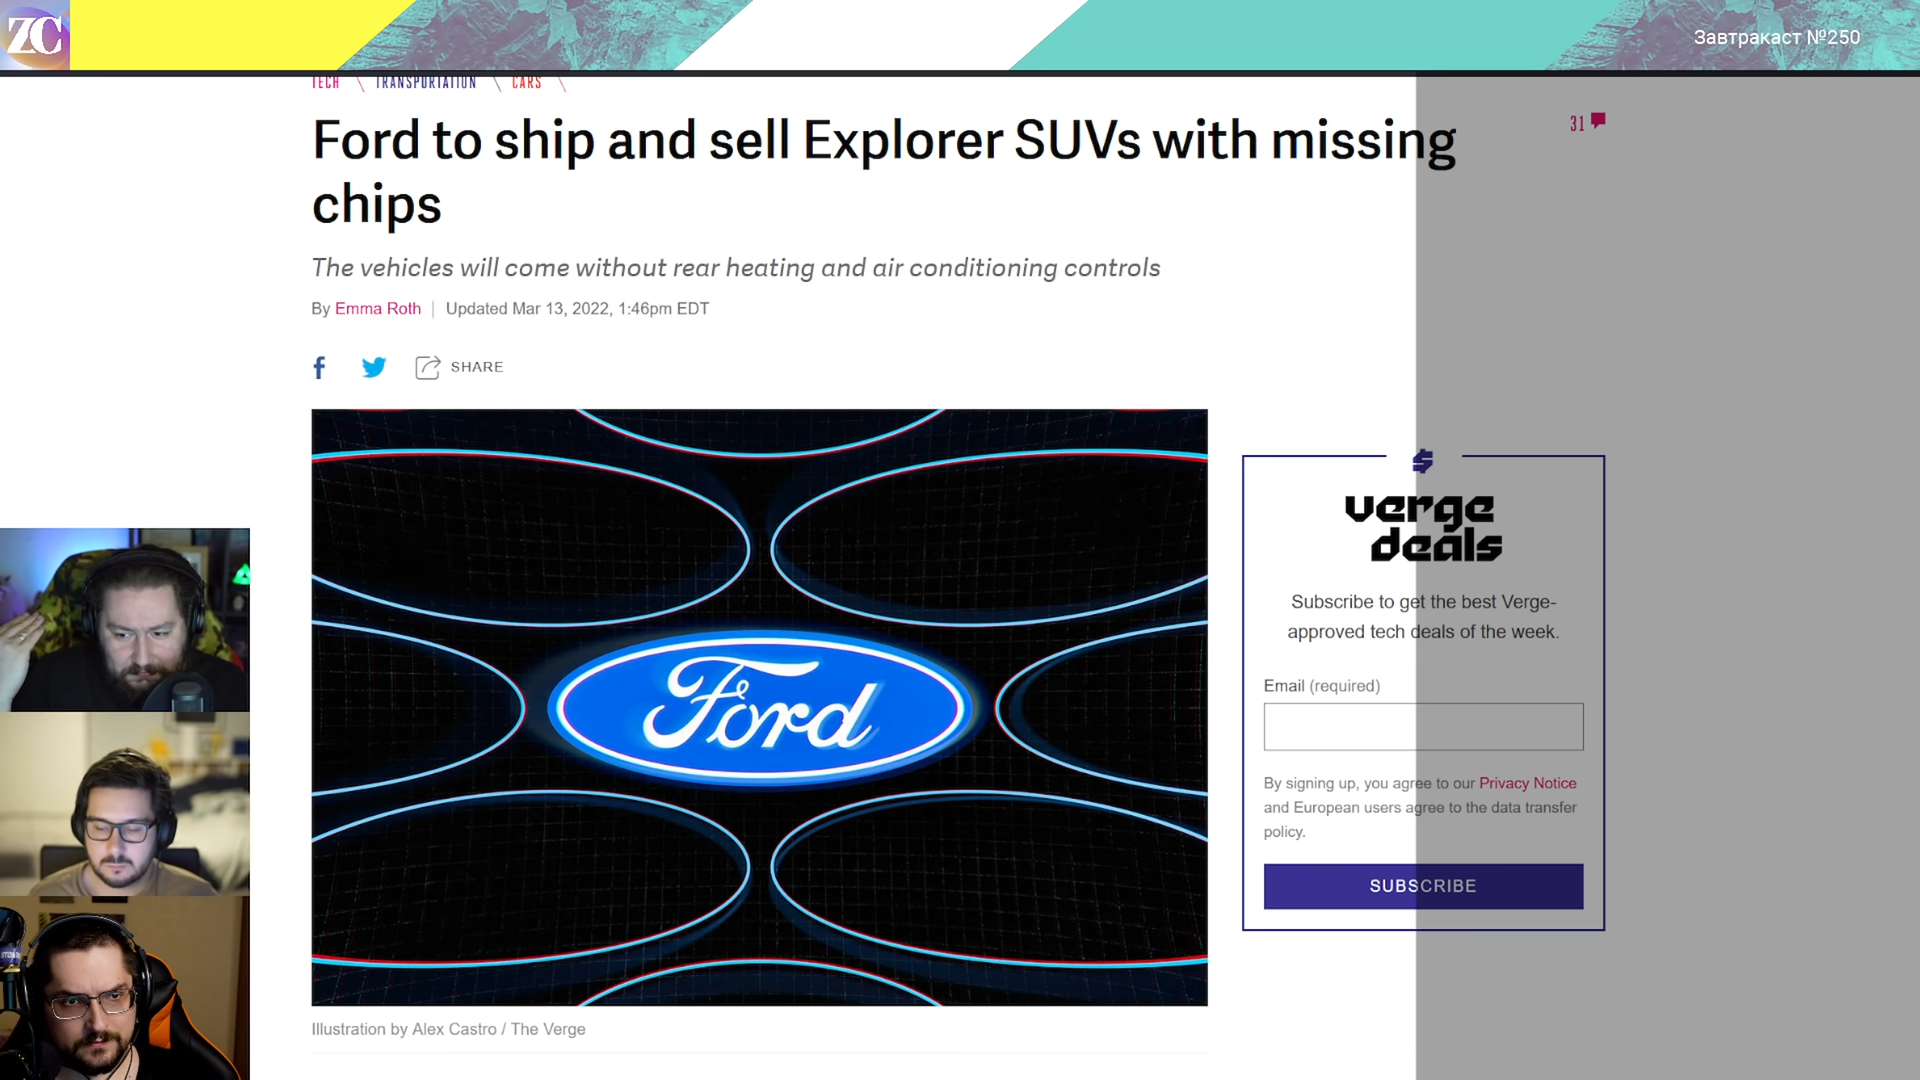 ZC
Завтракаст №250
TECH TRANSPORTATION CARS
Ford to ship and sell Explorer SUVs with missing
chips
31
The vehicles will come without rear heating and air conditioning controls
By Emma Roth | Updated Mar 13, 2022, 1:46pm EDT
f SHARE
Ford
$
verge
deals
Subscribe to get the best Verge-
approved tech deals of the week.
Email (required)
By signing up, you agree to our Privacy Notice
and European users agree to the data transfer
policy.
SUBSCRIBE
Illustration by Alex Castro / The Verge